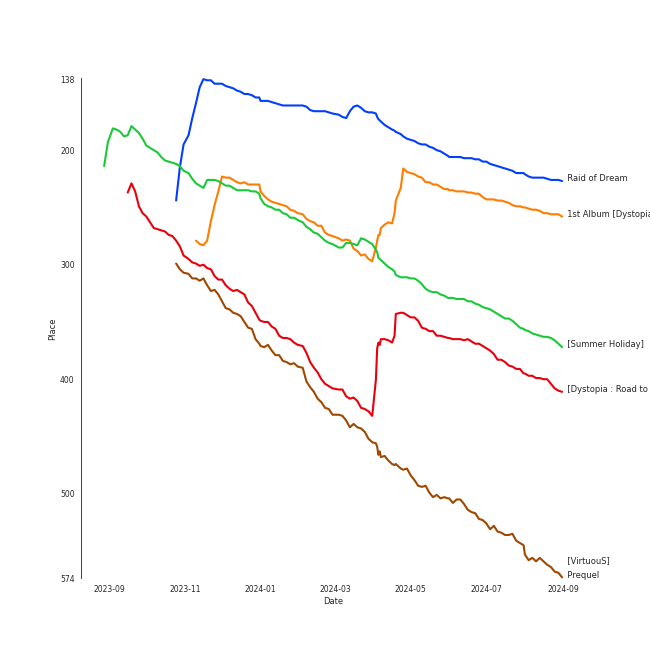 138
200
300
400
500
574
Place
2023-09
2023-11
2024-01
2024-03
2024-05
2024-07
2024-09
Date
Raid of Dream
1st Album [Dystopia
[Summer Holiday]
[Dystopia : Road to
[VirtuouS]
Prequel